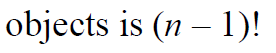 objects is (n – 1)!